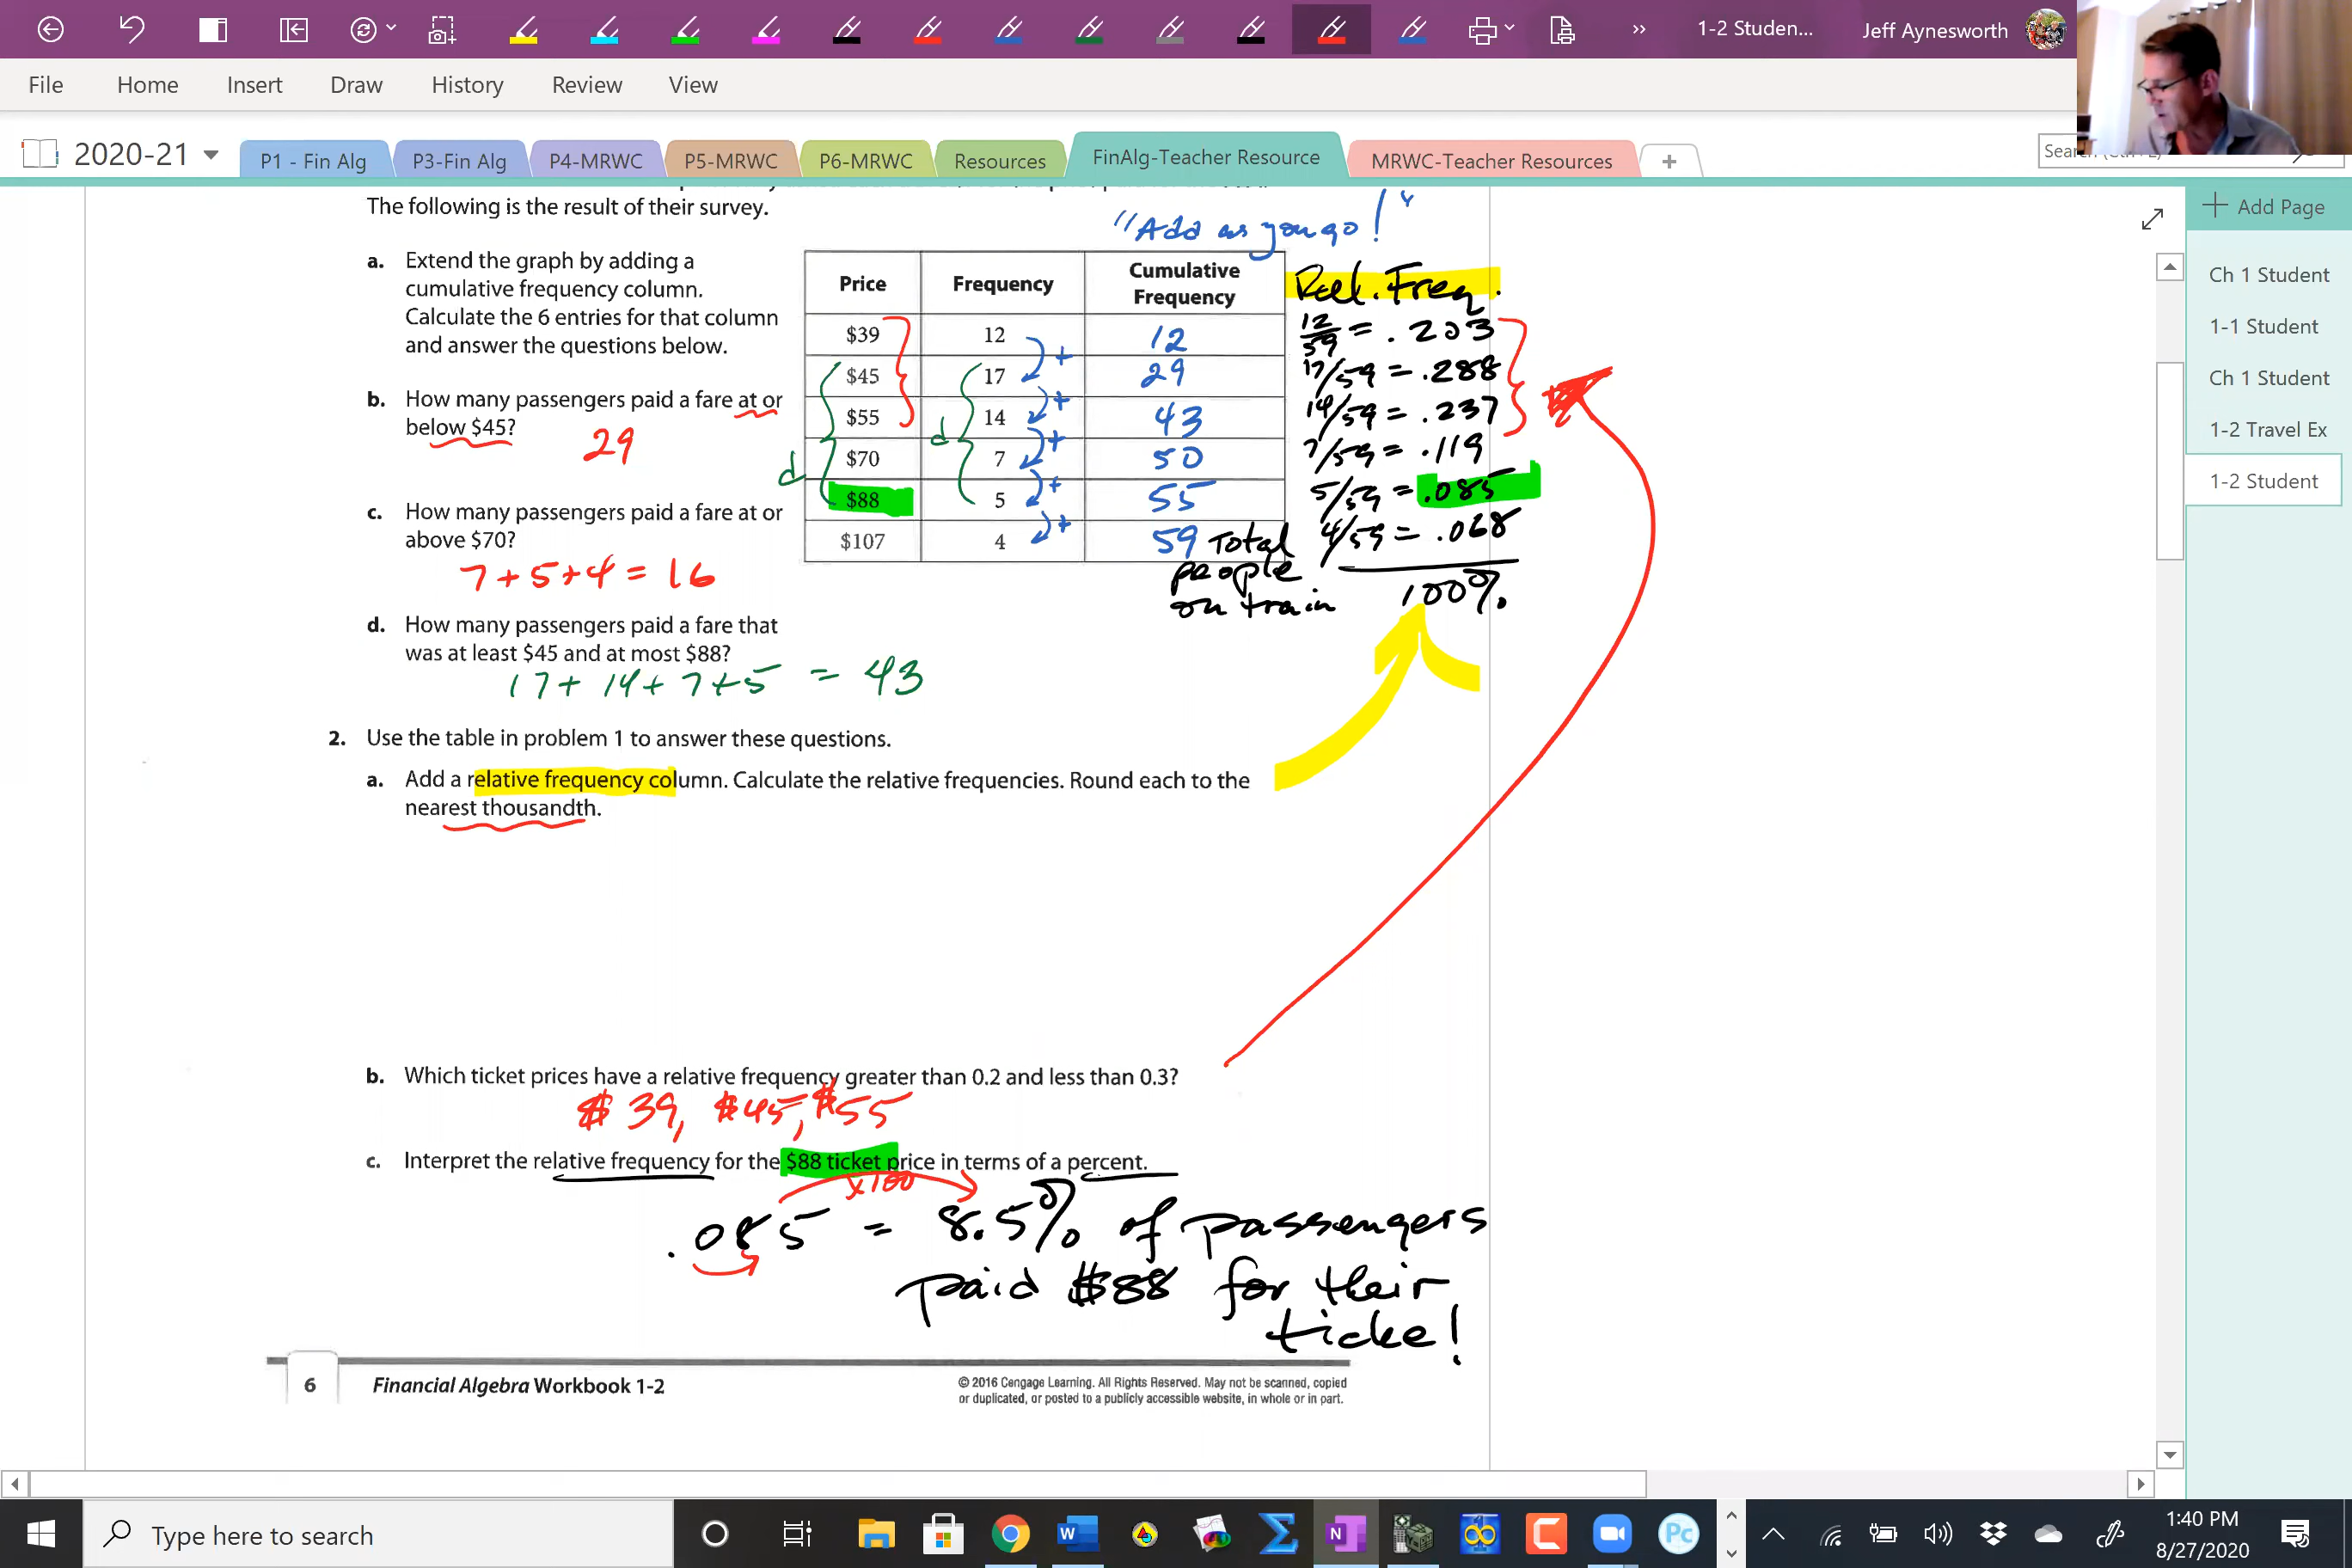 1-2 Studen...
Jeff Aynesworth
File Home Insert Draw History Review View
2020-21
P1 - Fin Alg
P3-Fin Alg
P4-MRWC
P5-MRWC
P6-MRWC
Resources
FinAlg-Teacher Resource
MRWC-Teacher Resources
Add Page
Ch 1 Student
1-1 Student
Ch 1 Student
1-2 Travel Ex
1-2 Student
The following is the result of their survey.
"Add as you go!"
a. Extend the graph by adding a
cumulative frequency column.
Calculate the 6 entries for that column
and answer the questions below.
b. How many passengers paid a fare at or
below $45?
29
c. How many passengers paid a fare at or
above $70?
7+5+4 = 16
d. How many passengers paid a fare that
was at least $45 and at most $88?
17+ 14+ 7+5 = 43
Price Frequency Cumulative Frequency Rel. Freq.
$39 12 + 12 12/59 = .203
$45 17 + 29 17/59 = .288
$55 14 + 43 14/59 = .237
$70 7 + 50 7/59 = .119
$88 5 + 55 5/59 = .085
$107 4 59 4/59 = .068
d
d
Total
people
on train
100%
2. Use the table in problem 1 to answer these questions.
a. Add a relative frequency column. Calculate the relative frequencies. Round each to the
nearest thousandth.
b. Which ticket prices have a relative frequency greater than 0.2 and less than 0.3?
$39, $45, $55
c. Interpret the relative frequency for the $88 ticket price in terms of a percent.
x100
.085 = 8.5% of passengers
paid $88 for their
ticke!
6 Financial Algebra Workbook 1-2
© 2016 Cengage Learning. All Rights Reserved. May not be scanned, copied
or duplicated, or posted to a publicly accessible website, in whole or in part.
Type here to search
1:40 PM
8/27/2020